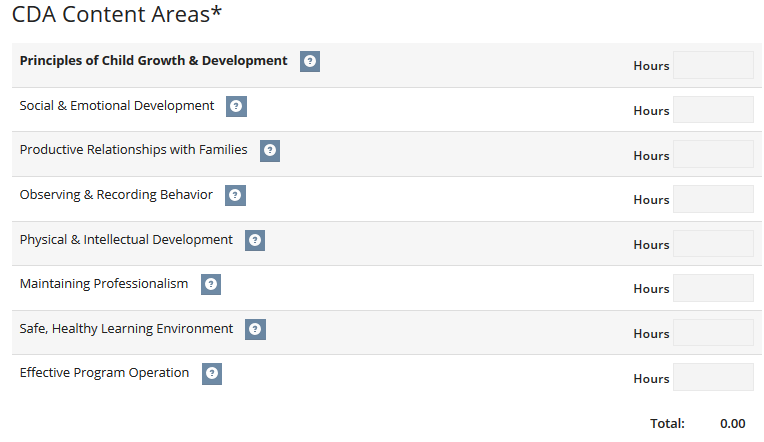 CDA Content Areas*
Principles of Child Growth & Development ? Hours
Social & Emotional Development ? Hours
Productive Relationships with Families ? Hours
Observing & Recording Behavior ? Hours
Physical & Intellectual Development ? Hours
Maintaining Professionalism ? Hours
Safe, Healthy Learning Environment ? Hours
Effective Program Operation ? Hours
Total: 0.00